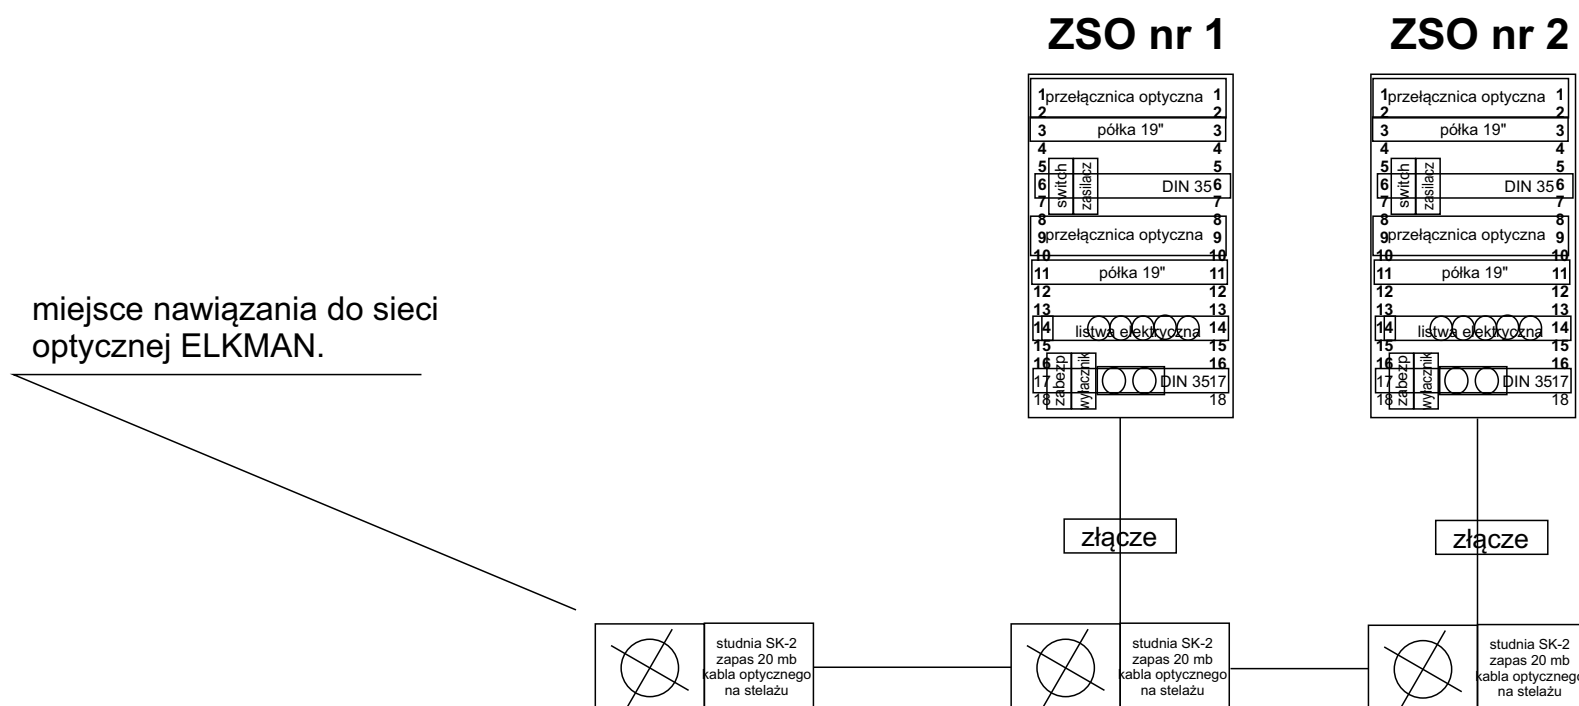 ZSO nr 1
1 przełącznica optyczna 1
2 2
3 półka 19" 3
4 4
5 5
6 DIN 35 6
switch
zasilacz
7 7
8 8
9 przełącznica optyczna 9
10 10
11 półka 19" 11
12 12
13 13
14 listwa elektryczna 14
15 15
16 16
17 DIN 35 17
zabezp
wyłacznik
18 18
złącze
ZSO nr 2
1 przełącznica optyczna 1
2 2
3 półka 19" 3
4 4
5 5
6 DIN 35 6
switch
zasilacz
7 7
8 8
9 przełącznica optyczna 9
10 10
11 półka 19" 11
12 12
13 13
14 listwa elektryczna 14
15 15
16 16
17 DIN 35 17
zabezp
wyłacznik
18 18
złącze
miejsce nawiązania do sieci
optycznej ELKMAN.
studnia SK-2
zapas 20 mb
kabla optycznego
na stelażu
studnia SK-2
zapas 20 mb
kabla optycznego
na stelażu
studnia SK-2
zapas 20 mb
kabla optycznego
na stelażu